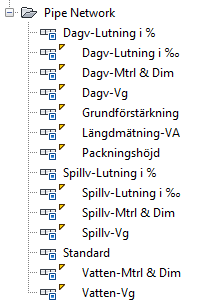 Pipe Network
Dagv-Lutning i %
Dagv-Lutning i ‰
Dagv-Mtrl & Dim
Dagv-Vg
Grundförstärkning
Längdmätning-VA
Packningshöjd
Spillv-Lutning i %
Spillv-Lutning i ‰
Spillv-Mtrl & Dim
Spillv-Vg
Standard
Vatten-Mtrl & Dim
Vatten-Vg